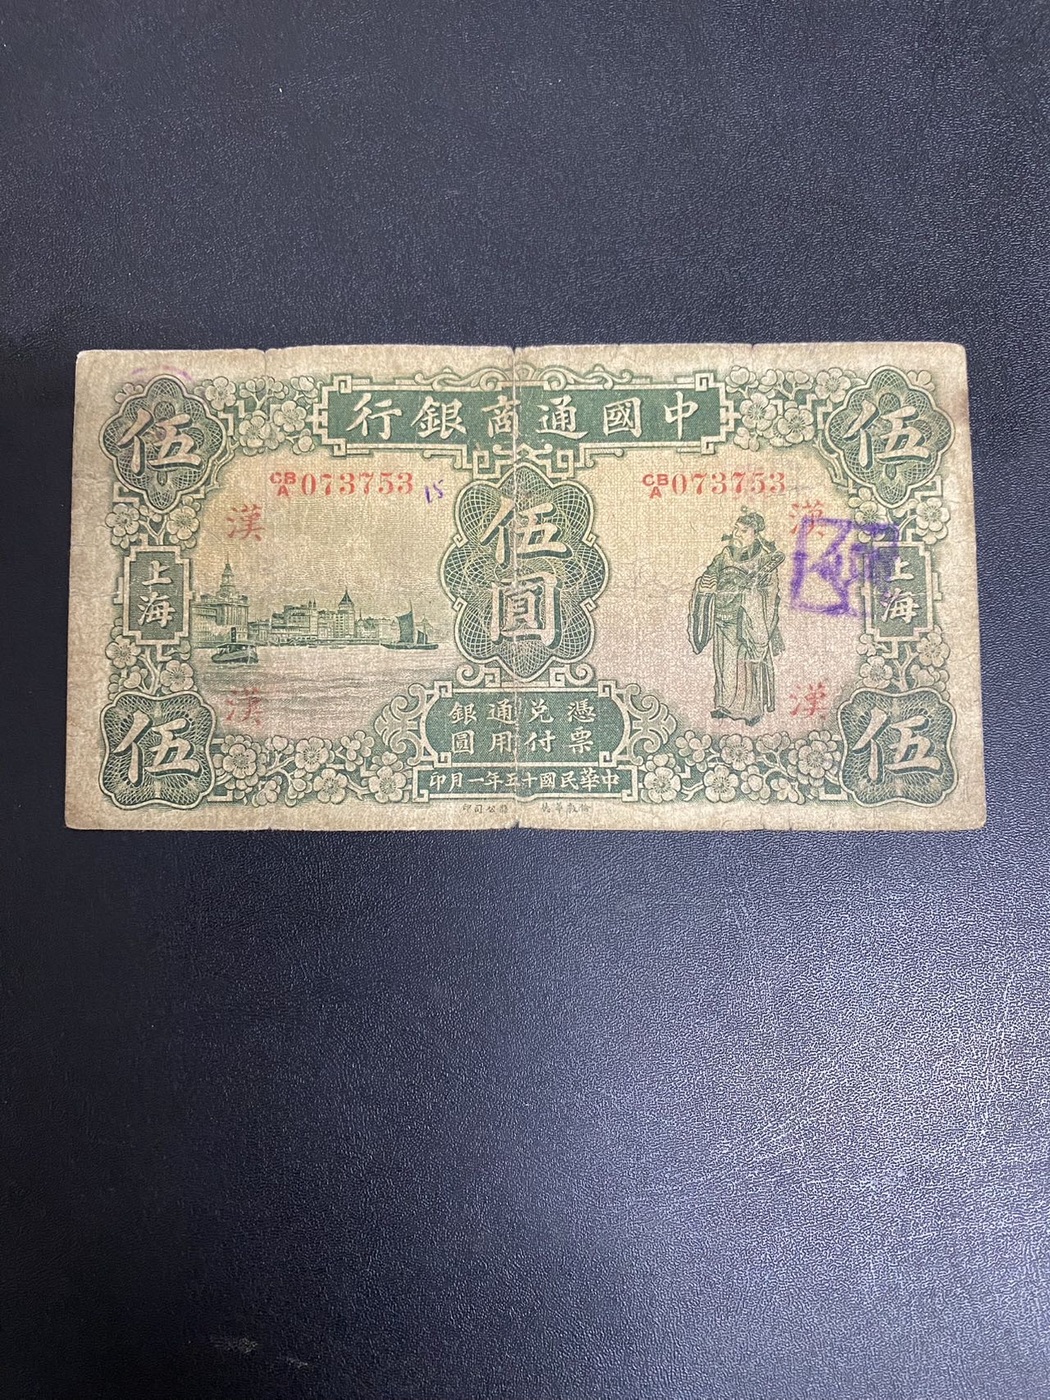 中國通商銀行
伍
伍
CB/A 073753
15
CB/A 073753
漢
漢
伍圓
上海
上海
漢
漢
憑票兌付通用銀圓
伍
伍
中華民國十五年一月印